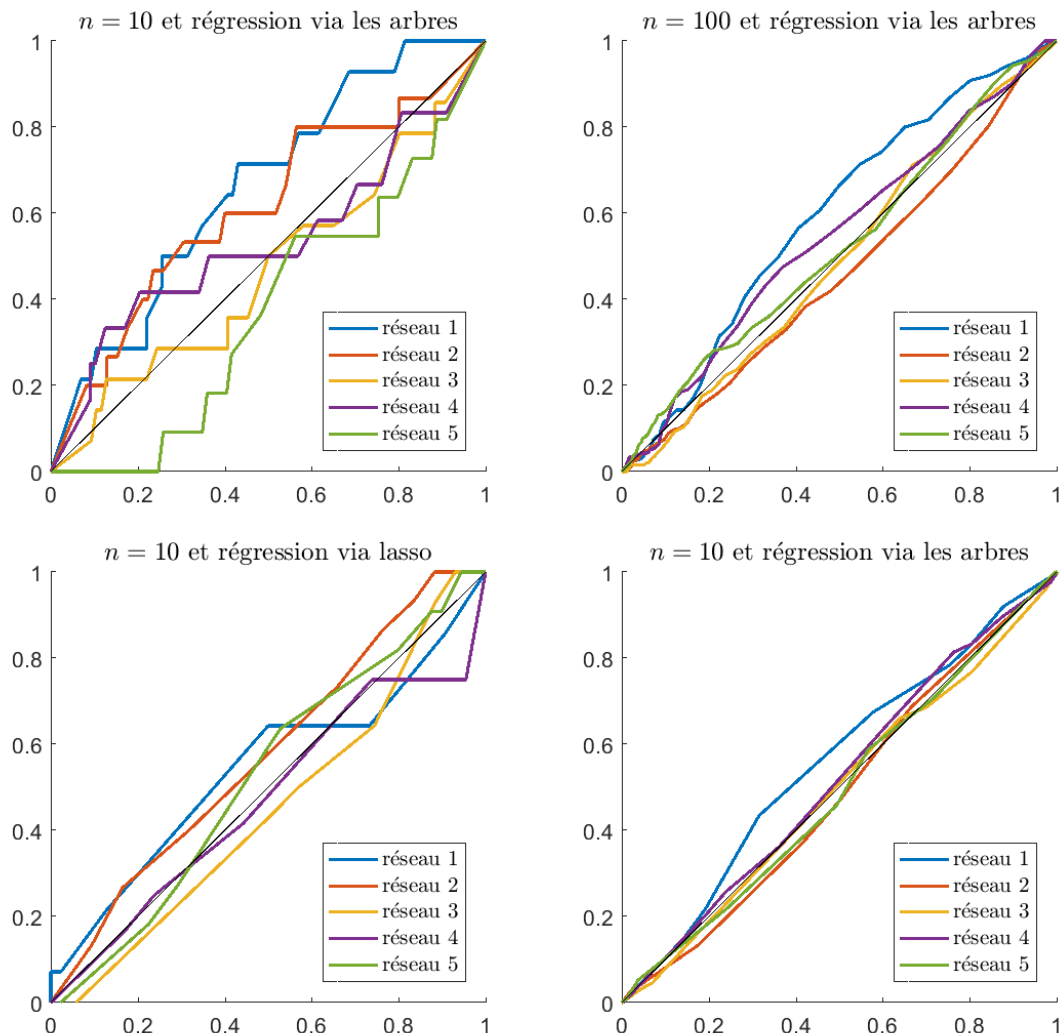 n = 10 et régression via les arbres
1
0.8
0.6
0.4
0.2
0
0 0.2 0.4 0.6 0.8 1
réseau 1
réseau 2
réseau 3
réseau 4
réseau 5
n = 100 et régression via les arbres
1
0.8
0.6
0.4
0.2
0
0 0.2 0.4 0.6 0.8 1
réseau 1
réseau 2
réseau 3
réseau 4
réseau 5
n = 10 et régression via lasso
1
0.8
0.6
0.4
0.2
0
0 0.2 0.4 0.6 0.8 1
réseau 1
réseau 2
réseau 3
réseau 4
réseau 5
n = 10 et régression via les arbres
1
0.8
0.6
0.4
0.2
0
0 0.2 0.4 0.6 0.8 1
réseau 1
réseau 2
réseau 3
réseau 4
réseau 5